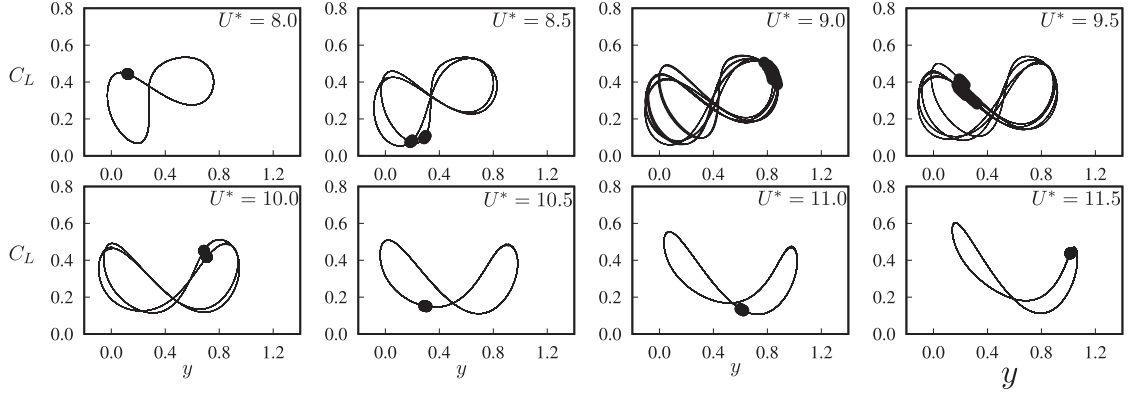 U* = 8.0 U* = 8.5 U* = 9.0 U* = 9.5
0.8 0.8 0.8 0.8
0.6 0.6 0.6 0.6
C_L 0.4 0.4 0.4 0.4
0.2 0.2 0.2 0.2
0.0 0.0 0.0 0.0
0.0 0.4 0.8 1.2 0.0 0.4 0.8 1.2 0.0 0.4 0.8 1.2 0.0 0.4 0.8 1.2
0.8 0.8 0.8 0.8
U* = 10.0 U* = 10.5 U* = 11.0 U* = 11.5
0.6 0.6 0.6 0.6
C_L 0.4 0.4 0.4 0.4
0.2 0.2 0.2 0.2
0.0 0.0 0.0 0.0
0.0 0.4 0.8 1.2 0.0 0.4 0.8 1.2 0.0 0.4 0.8 1.2 0.0 0.4 0.8 1.2
y y y y